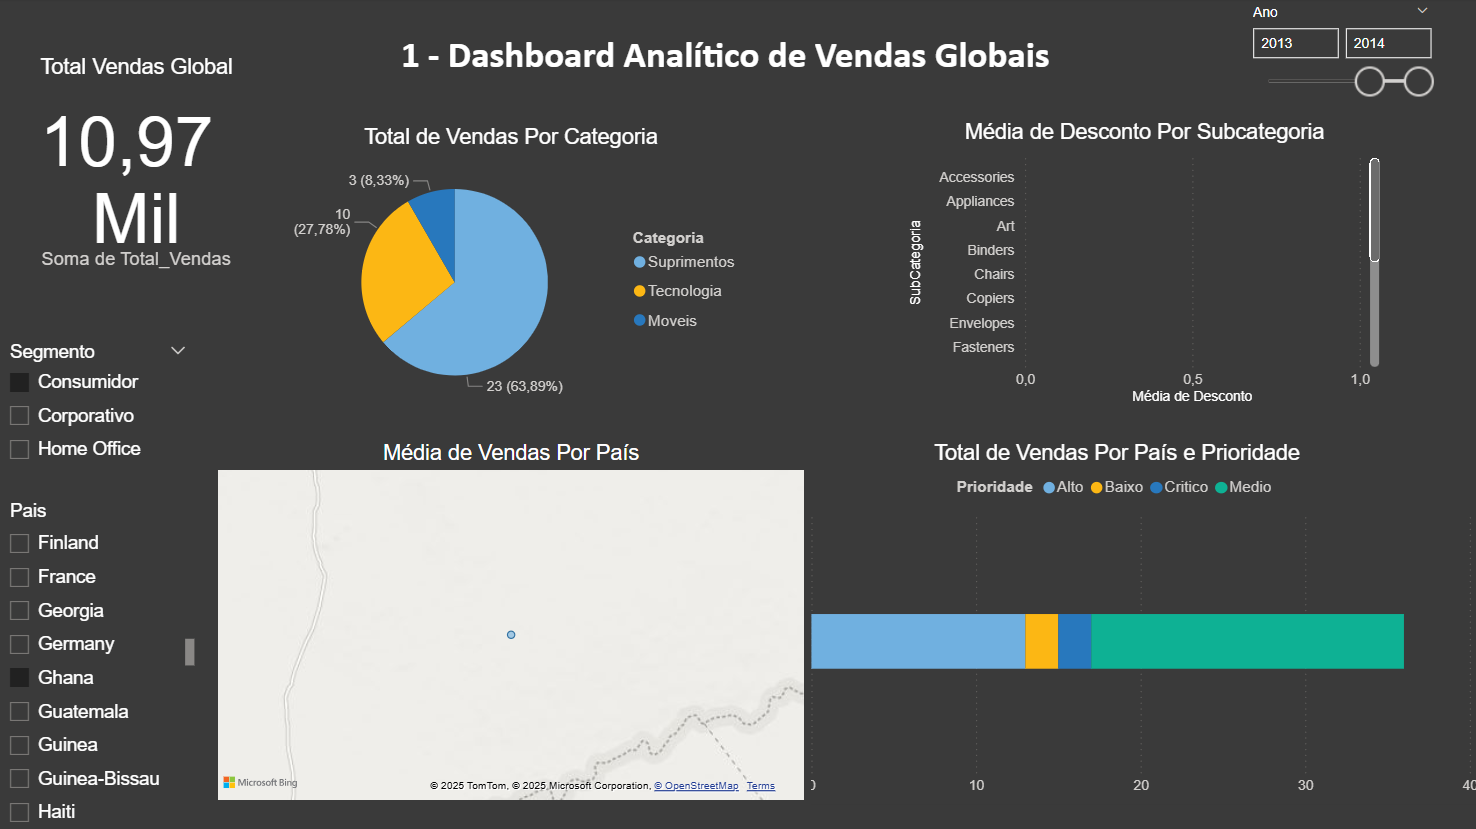 1 - Dashboard Analítico de Vendas Globais
Ano
2013
2014
Total Vendas Global
10,97
Mil
Soma de Total_Vendas
Total de Vendas Por Categoria
3 (8,33%)
10
(27,78%)
23 (63,89%)
Categoria
Suprimentos
Tecnologia
Moveis
Média de Desconto Por Subcategoria
SubCategoria
Accessories
Appliances
Art
Binders
Chairs
Copiers
Envelopes
Fasteners
0,0
0,5
1,0
Média de Desconto
Segmento
Consumidor
Corporativo
Home Office
Pais
Finland
France
Georgia
Germany
Ghana
Guatemala
Guinea
Guinea-Bissau
Haiti
Média de Vendas Por País
Microsoft Bing
© 2025 TomTom, © 2025 Microsoft Corporation, © OpenStreetMap Terms
Total de Vendas Por País e Prioridade
Prioridade Alto Baixo Critico Medio
0
10
20
30
40